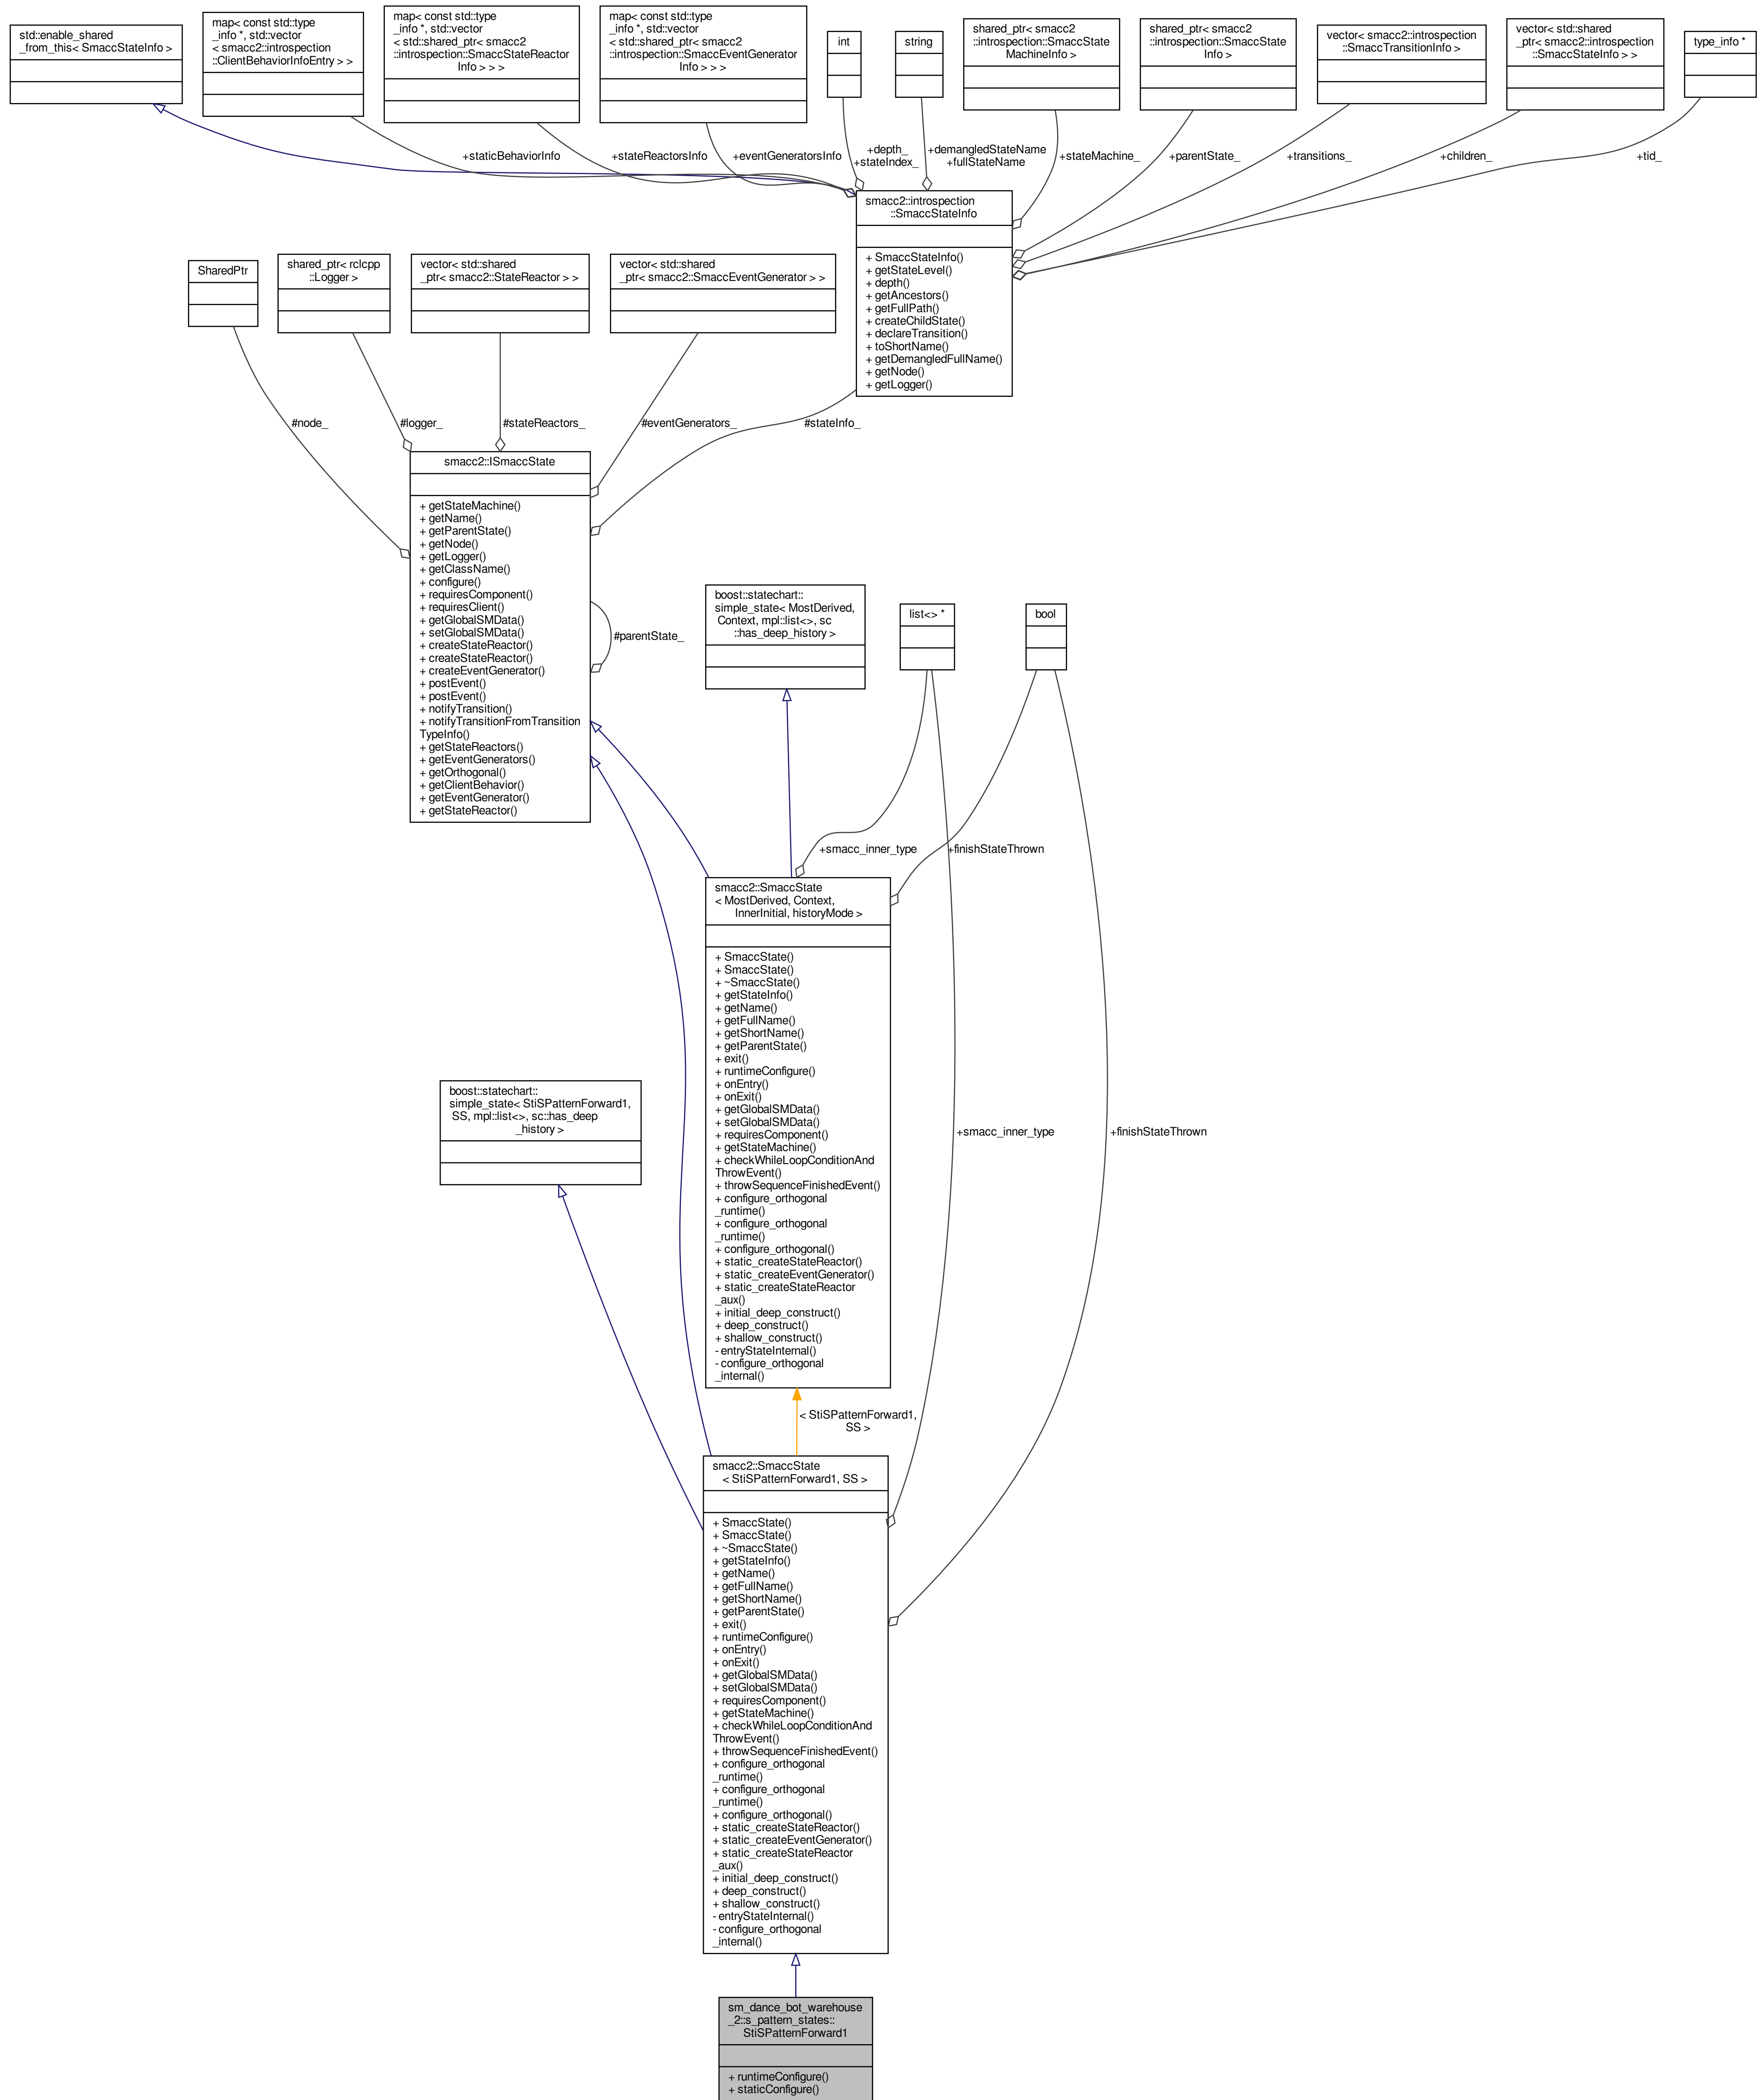 std::enable_shared
_from_this< SmaccStateInfo >
map< const std::type
_info *, std::vector
< smacc2::introspection
::ClientBehaviorInfoEntry > >
map< const std::type
_info *, std::vector
< std::shared_ptr< smacc2
::introspection::SmaccStateReactor
Info > > >
map< const std::type
_info *, std::vector
< std::shared_ptr< smacc2
::introspection::SmaccEventGenerator
Info > > >
int
string
shared_ptr< smacc2
::introspection::SmaccState
MachineInfo >
shared_ptr< smacc2
::introspection::SmaccState
Info >
vector< smacc2::introspection
::SmaccTransitionInfo >
vector< std::shared
_ptr< smacc2::introspection
::SmaccStateInfo > >
type_info *
+staticBehaviorInfo
+stateReactorsInfo
+eventGeneratorsInfo
+depth_
+stateIndex_
+demangledStateName
+fullStateName
+stateMachine_
+parentState_
+transitions_
+children_
+tid_
smacc2::introspection
::SmaccStateInfo
+ SmaccStateInfo()
+ getStateLevel()
+ depth()
+ getAncestors()
+ getFullPath()
+ createChildState()
+ declareTransition()
+ toShortName()
+ getDemangledFullName()
+ getNode()
+ getLogger()
SharedPtr
shared_ptr< rclcpp
::Logger >
vector< std::shared
_ptr< smacc2::StateReactor > >
vector< std::shared
_ptr< smacc2::SmaccEventGenerator > >
#node_
#logger_
#stateReactors_
#eventGenerators_
#stateInfo_
smacc2::ISmaccState
+ getStateMachine()
+ getName()
+ getParentState()
+ getNode()
+ getLogger()
+ getClassName()
+ configure()
+ requiresComponent()
+ requiresClient()
+ getGlobalSMData()
+ setGlobalSMData()
+ createStateReactor()
+ createStateReactor()
+ createEventGenerator()
+ postEvent()
+ postEvent()
+ notifyTransition()
+ notifyTransitionFromTransition
TypeInfo()
+ getStateReactors()
+ getEventGenerators()
+ getOrthogonal()
+ getClientBehavior()
+ getEventGenerator()
+ getStateReactor()
#parentState_
boost::statechart::
simple_state< MostDerived,
Context, mpl::list<>, sc
::has_deep_history >
list<> *
bool
+smacc_inner_type
+finishStateThrown
smacc2::SmaccState
< MostDerived, Context,
InnerInitial, historyMode >
+ SmaccState()
+ SmaccState()
+ ~SmaccState()
+ getStateInfo()
+ getName()
+ getFullName()
+ getShortName()
+ getParentState()
+ exit()
+ runtimeConfigure()
+ onEntry()
+ onExit()
+ getGlobalSMData()
+ setGlobalSMData()
+ requiresComponent()
+ getStateMachine()
+ checkWhileLoopConditionAnd
ThrowEvent()
+ throwSequenceFinishedEvent()
+ configure_orthogonal
_runtime()
+ configure_orthogonal
_runtime()
+ configure_orthogonal()
+ static_createStateReactor()
+ static_createEventGenerator()
+ static_createStateReactor
_aux()
+ initial_deep_construct()
+ deep_construct()
+ shallow_construct()
- entryStateInternal()
- configure_orthogonal
_internal()
boost::statechart::
simple_state< StiSPatternForward1,
SS, mpl::list<>, sc::has_deep
_history >
+smacc_inner_type
+finishStateThrown
< StiSPatternForward1,
SS >
smacc2::SmaccState
< StiSPatternForward1, SS >
+ SmaccState()
+ SmaccState()
+ ~SmaccState()
+ getStateInfo()
+ getName()
+ getFullName()
+ getShortName()
+ getParentState()
+ exit()
+ runtimeConfigure()
+ onEntry()
+ onExit()
+ getGlobalSMData()
+ setGlobalSMData()
+ requiresComponent()
+ getStateMachine()
+ checkWhileLoopConditionAnd
ThrowEvent()
+ throwSequenceFinishedEvent()
+ configure_orthogonal
_runtime()
+ configure_orthogonal
_runtime()
+ configure_orthogonal()
+ static_createStateReactor()
+ static_createEventGenerator()
+ static_createStateReactor
_aux()
+ initial_deep_construct()
+ deep_construct()
+ shallow_construct()
- entryStateInternal()
- configure_orthogonal
_internal()
sm_dance_bot_warehouse
_2::s_pattern_states::
StiSPatternForward1
+ runtimeConfigure()
+ staticConfigure()